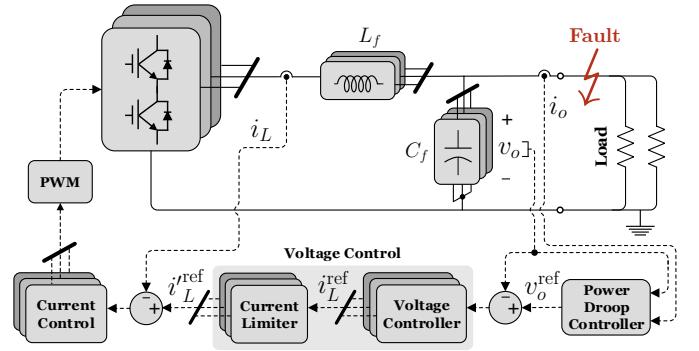 L_f
Fault
i_L
i_o
C_f
+
v_o
−
Load
PWM
Voltage Control
Current
Control
−
+
i'_L^ref
Current
Limiter
i_L^ref
Voltage
Controller
−
+
v_o^ref
Power
Droop
Controller